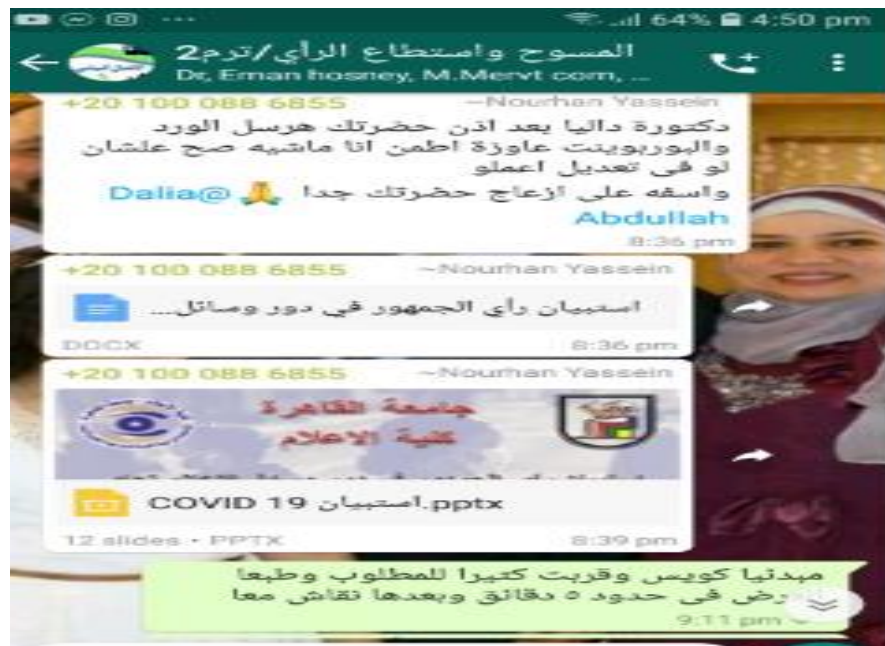 64% 4:50 pm
المسوح واستطاع الرأي/ترم2
Dr, Eman hosney, M.Mervt com, ...
+20 100 088 6855 ~Nourhan Yassein
دكتورة داليا بعد اذن حضرتك هرسل الورد
والبوربوينت عاوزة اطمن انا ماشيه صح علشان
لو فى تعديل اعملو
واسفه على ازعاج حضرتك جدا 🙏 @Dalia
Abdullah
8:36 pm
+20 100 088 6855 ~Nourhan Yassein
استبيان رأي الجمهور في دور وسائل...
DOCX 8:36 pm
+20 100 088 6855 ~Nourhan Yassein
جامعة القاهرة
كلية الاعلام
استبيان COVID 19.pptx
12 slides • PPTX 8:39 pm
مبدئيا كويس وقربت كتيرا للمطلوب وطبعا
فى حدود ٥ دقائق وبعدها نقاش معا
9:11 pm